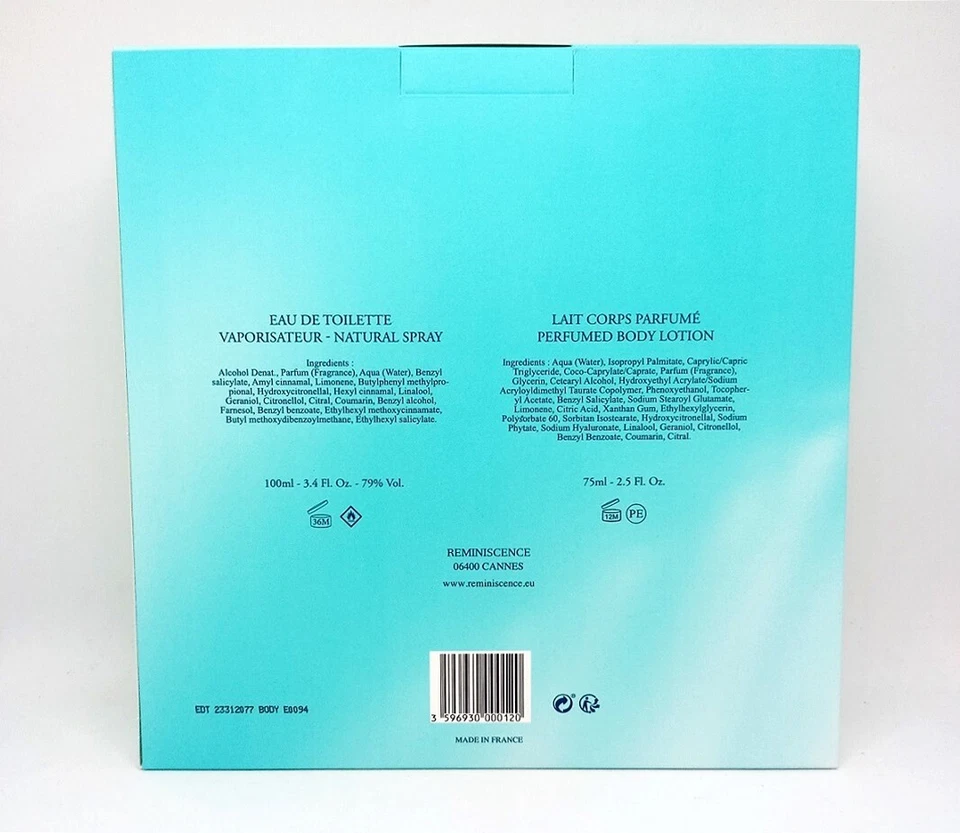 EAU DE TOILETTE
VAPORISATEUR - NATURAL SPRAY
Ingredients :
Alcohol Denat., Parfum (Fragrance), Aqua (Water), Benzyl
salicylate, Amyl cinnamal, Limonene, Butylphenyl methylpro-
pional, Hydroxycitronellal, Hexyl cinnamal, Linalool,
Geraniol, Citronellol, Citral, Coumarin, Benzyl alcohol,
Farnesol, Benzyl benzoate, Ethylhexyl methoxycinnamate,
Butyl methoxydibenzoylmethane, Ethylhexyl salicylate.
100ml - 3.4 Fl. Oz. - 79% Vol.
36M
LAIT CORPS PARFUMÉ
PERFUMED BODY LOTION
Ingredients : Aqua (Water), Isopropyl Palmitate, Caprylic/Capric
Triglyceride, Coco-Caprylate/Caprate, Parfum (Fragrance),
Glycerin, Cetearyl Alcohol, Hydroxyethyl Acrylate/Sodium
Acryloyldimethyl Taurate Copolymer, Phenoxyethanol, Tocopher-
yl Acetate, Benzyl Salicylate, Sodium Stearoyl Glutamate,
Limonene, Citric Acid, Xanthan Gum, Ethylhexylglycerin,
Polysorbate 60, Sorbitan Isostearate, Hydroxycitronellal, Sodium
Phytate, Sodium Hyaluronate, Linalool, Geraniol, Citronellol,
Benzyl Benzoate, Coumarin, Citral.
75ml - 2.5 Fl. Oz.
12M PE
REMINISCENCE
06400 CANNES
www.reminiscence.eu
EDT 23312077 BODY E0094
3 596930 000120
MADE IN FRANCE